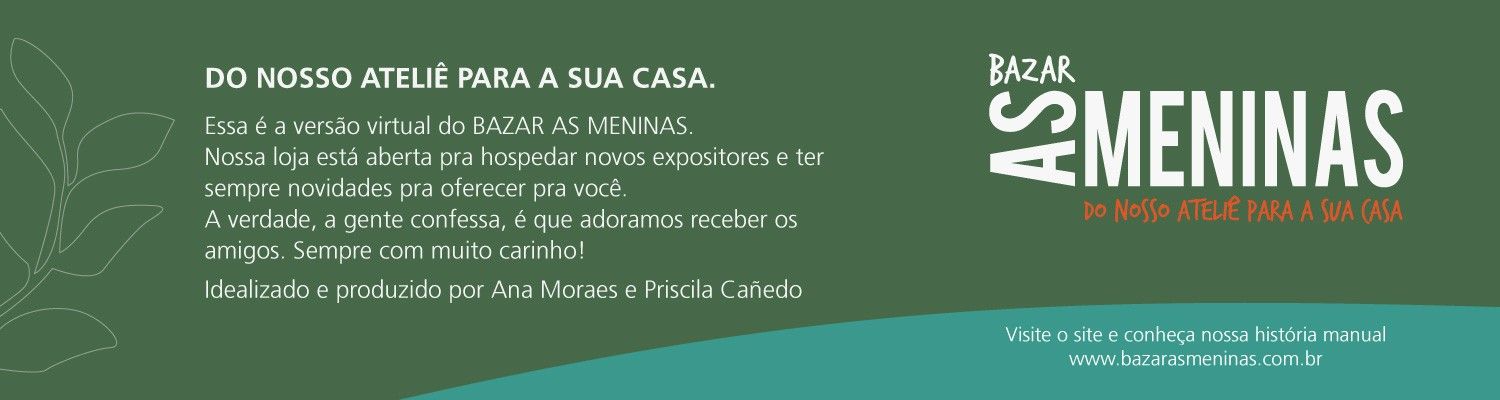 DO NOSSO ATELIÊ PARA A SUA CASA.
Essa é a versão virtual do BAZAR AS MENINAS.
Nossa loja está aberta pra hospedar novos expositores e ter
sempre novidades pra oferecer pra você.
A verdade, a gente confessa, é que adoramos receber os
amigos. Sempre com muito carinho!
Idealizado e produzido por Ana Moraes e Priscila Cañedo
BAZAR
AS MENINAS
DO NOSSO ATELIÊ PARA A SUA CASA
Visite o site e conheça nossa história manual
www.bazarasmeninas.com.br